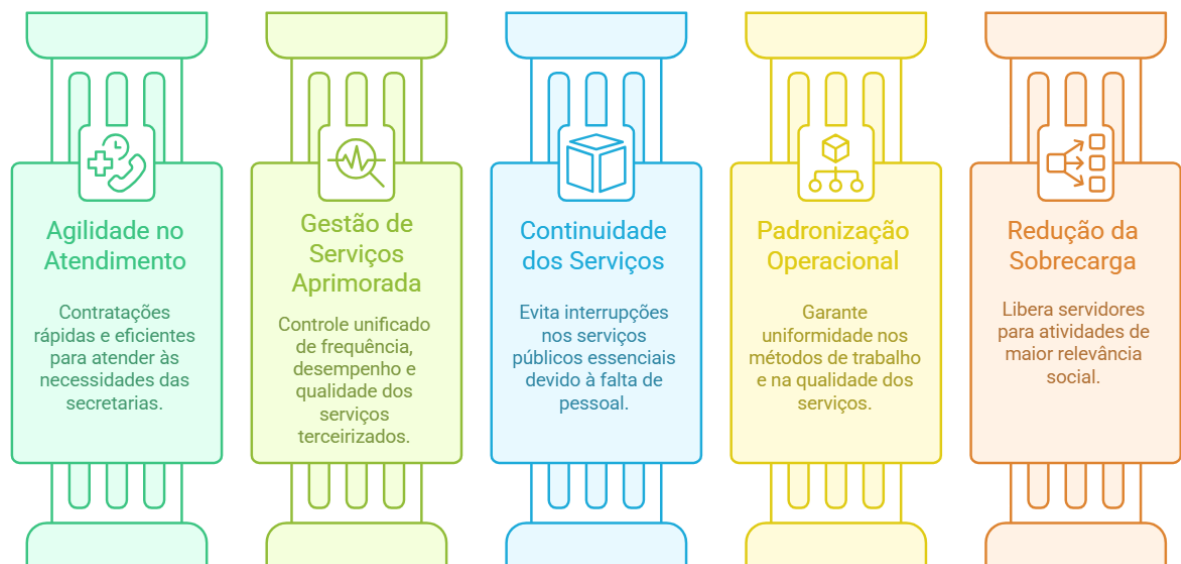 Agilidade no
Atendimento
Contratações
rápidas e eficientes
para atender às
necessidades das
secretarias.
Gestão de
Serviços
Aprimorada
Controle unificado
de frequência,
desempenho e
qualidade dos
serviços
terceirizados.
Continuidade
dos Serviços
Evita interrupções
nos serviços
públicos essenciais
devido à falta de
pessoal.
Padronização
Operacional
Garante
uniformidade nos
métodos de trabalho
e na qualidade dos
serviços.
Redução da
Sobrecarga
Libera servidores
para atividades de
maior relevância
social.